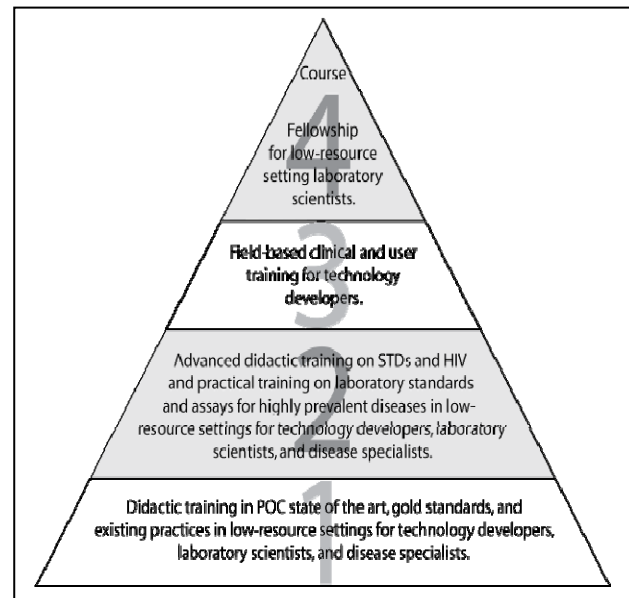 Course
4
Fellowship
for low-resource
setting laboratory
scientists.
3
Field-based clinical and user
training for technology
developers.
2
Advanced didactic training on STDs and HIV
and practical training on laboratory standards
and assays for highly prevalent diseases in low-
resource settings for technology developers, laboratory
scientists, and disease specialists.
1
Didactic training in POC state of the art, gold standards, and
existing practices in low-resource settings for technology developers,
laboratory scientists, and disease specialists.